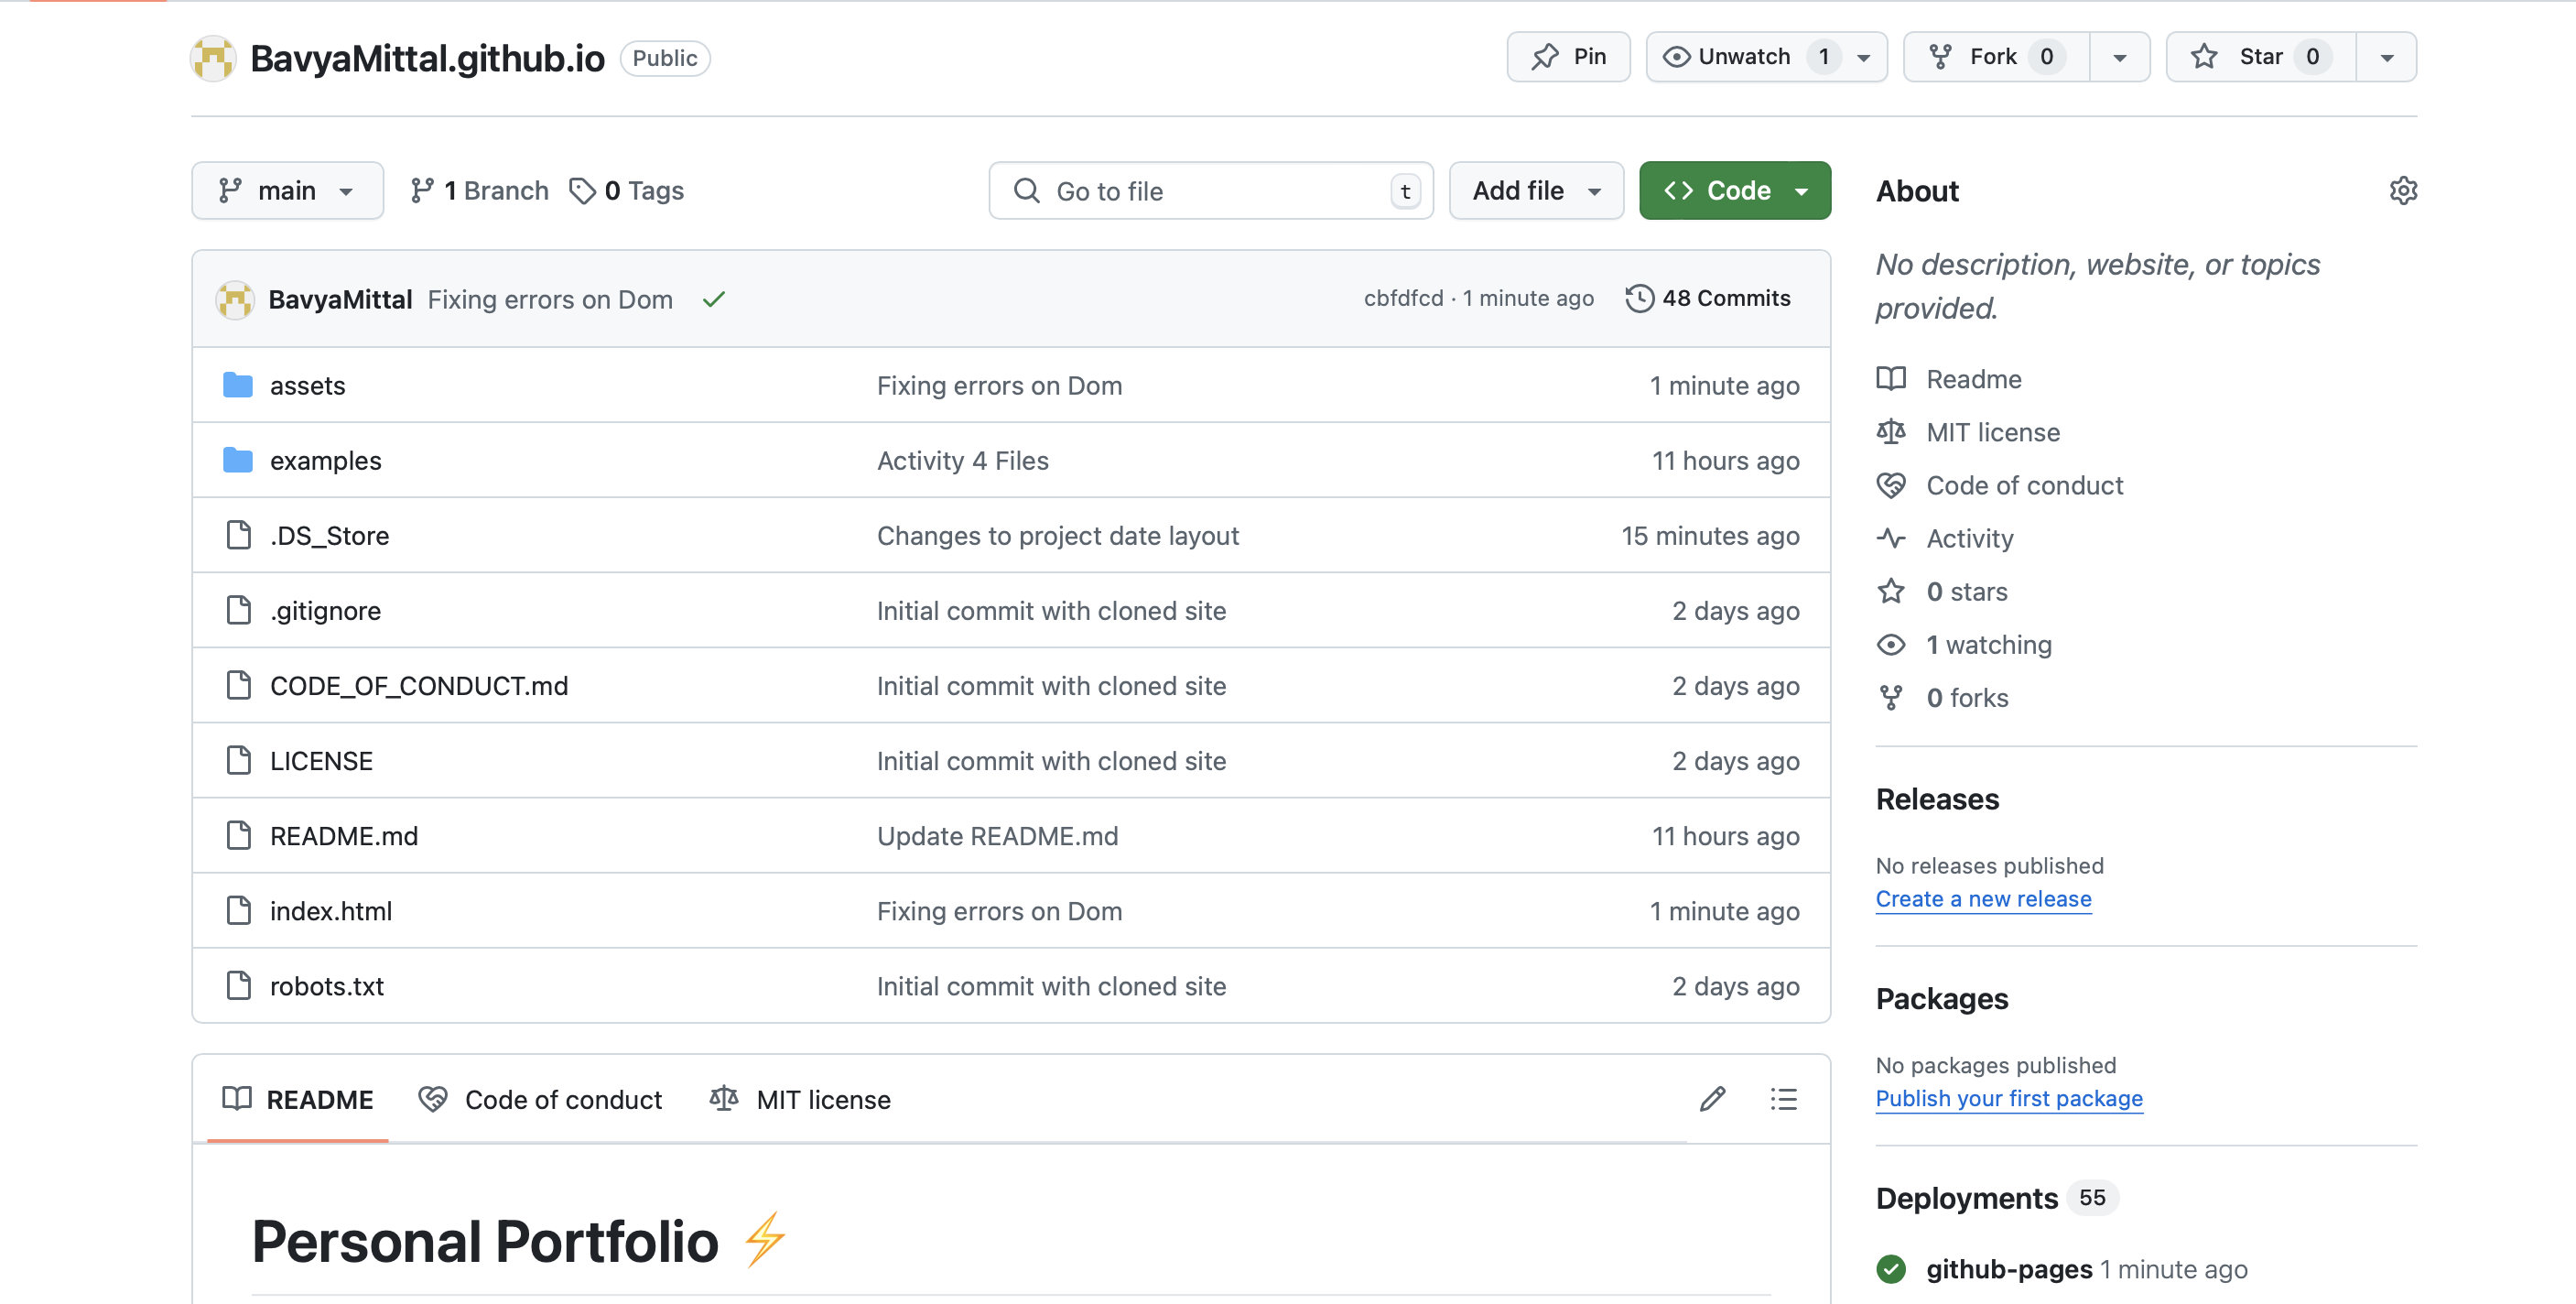 BavyaMittal.github.io Public Pin Unwatch 1 Fork 0 Star 0
main 1 Branch 0 Tags Go to file t Add file Code
BavyaMittal Fixing errors on Dom cbfdfcd · 1 minute ago 48 Commits
assets Fixing errors on Dom 1 minute ago
examples Activity 4 Files 11 hours ago
.DS_Store Changes to project date layout 15 minutes ago
.gitignore Initial commit with cloned site 2 days ago
CODE_OF_CONDUCT.md Initial commit with cloned site 2 days ago
LICENSE Initial commit with cloned site 2 days ago
README.md Update README.md 11 hours ago
index.html Fixing errors on Dom 1 minute ago
robots.txt Initial commit with cloned site 2 days ago
README Code of conduct MIT license
Personal Portfolio ⚡
About
No description, website, or topics
provided.
Readme
MIT license
Code of conduct
Activity
0 stars
1 watching
0 forks
Releases
No releases published
Create a new release
Packages
No packages published
Publish your first package
Deployments 55
github-pages 1 minute ago